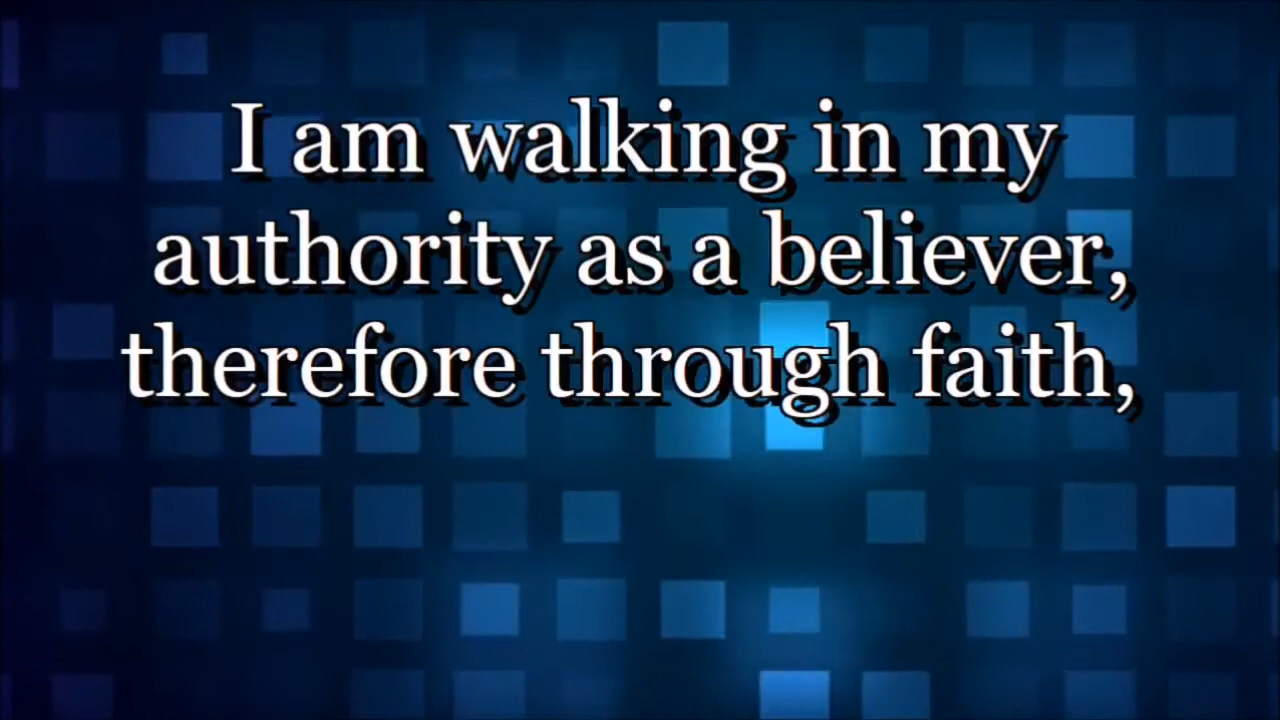 I am walking in my
authority as a believer,
therefore through faith,